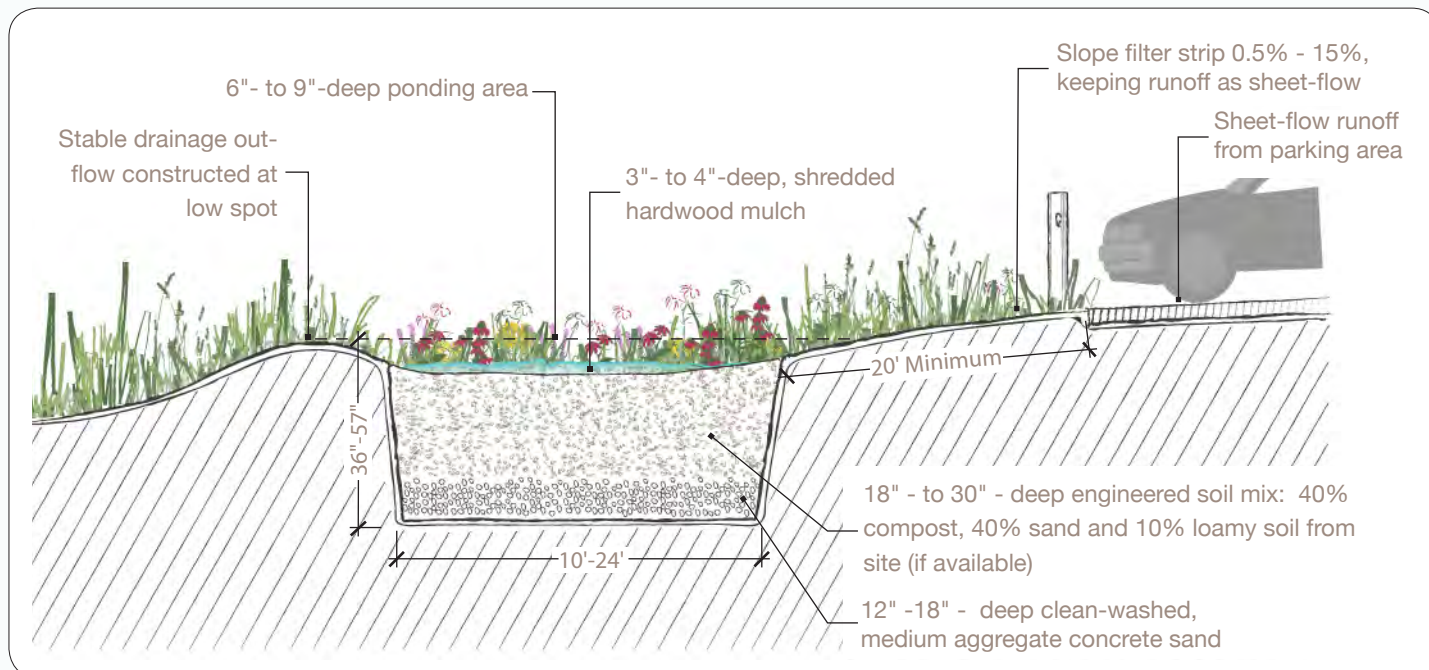 Slope filter strip 0.5% - 15%,
keeping runoff as sheet-flow
6"- to 9"-deep ponding area
Sheet-flow runoff
from parking area
Stable drainage out-
flow constructed at
low spot
3"- to 4"-deep, shredded
hardwood mulch
20' Minimum
36"-57"
18" - to 30" - deep engineered soil mix: 40%
compost, 40% sand and 10% loamy soil from
site (if available)
10'-24'
12" -18" - deep clean-washed,
medium aggregate concrete sand